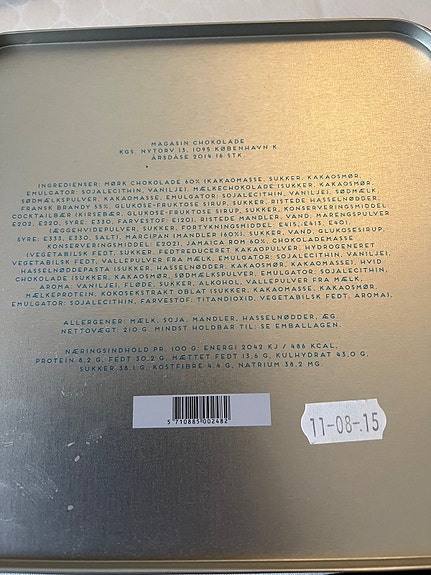 MAGASIN CHOKOLADE
KGS. NYTORV 13, 1095 KØBENHAVN K
ÅRSDÅSE 2014 16 STK
INGREDIENSER: MØRK CHOKOLADE 60% (KAKAOMASSE, SUKKER, KAKAOSMØR,
EMULGATOR: SOJALECITHIN, VANILJE), MÆLKECHOKOLADE (SUKKER, KAKAOSMØR,
SØDMÆLKSPULVER, KAKAOMASSE, EMULGATOR: SOJALECITHIN, VANILJE), SØDMÆLK
FRANSK BRANDY 55%, GLUKOSE-FRUKTOSE SIRUP, SUKKER, RISTEDE HASSELNØDDER,
COCKTAILBÆR (KIRSEBÆR, GLUKOSE-FRUKTOSE SIRUP, SUKKER, KONSERVERINGSMIDDEL
E202, E220, SYRE: E330, FARVESTOF: E120), RISTEDE MANDLER, VAND, MARENGSPULVER
(ÆGGEHVIDEPULVER, SUKKER, FORTYKNINGSMIDDEL: E415, E413, E401,
SYRE: E333, E330, SALT), MARCIPAN (MANDLER (60%), SUKKER, VAND, GLUKOSESIRUP,
KONSERVERINGSMIDDEL: E202), JAMAICA ROM 60%, CHOKOLADEMASSE
(VEGETABILSK FEDT, SUKKER, FEDTREDUCERET KAKAOPULVER, HYDROGENERET
VEGETABILSK FEDT, VALLEPULVER FRA MÆLK, EMULGATOR: SOJALECITHIN, VANILJE),
HASSELNØDDEPASTA (SUKKER, HASSELNØDDER, KAKAOSMØR, KAKAOMASSE), HVID
CHOKOLADE (SUKKER, KAKAOSMØR, SØDMÆLKSPULVER, EMULGATOR: SOJALECITHIN,
AROMA: VANILJE), FLØDE, SUKKER, ALKOHOL, VALLEPULVER FRA MÆLK,
MÆLKEPROTEIN, KOKOSEKSTRAKT OBLAT (SUKKER, KAKAOMASSE, KAKAOSMØR,
EMULGATOR: SOJALECITHIN, FARVESTOF: TITANDIOXID, VEGETABILSK FEDT, AROMA).
ALLERGENER: MÆLK, SOJA, MANDLER, HASSELNØDDER, ÆG.
NETTOVÆGT: 210 G. MINDST HOLDBAR TIL: SE EMBALLAGEN.
NÆRINGSINDHOLD PR. 100 G: ENERGI 2042 KJ / 486 KCAL,
PROTEIN 8,2 G, FEDT 30,2 G, MÆTTET FEDT 13,6 G, KULHYDRAT 43,0 G,
SUKKER 38,1 G, KOSTFIBRE 4,4 G, NATRIUM 38,2 MG.
5 710885 002482
11-08-.15